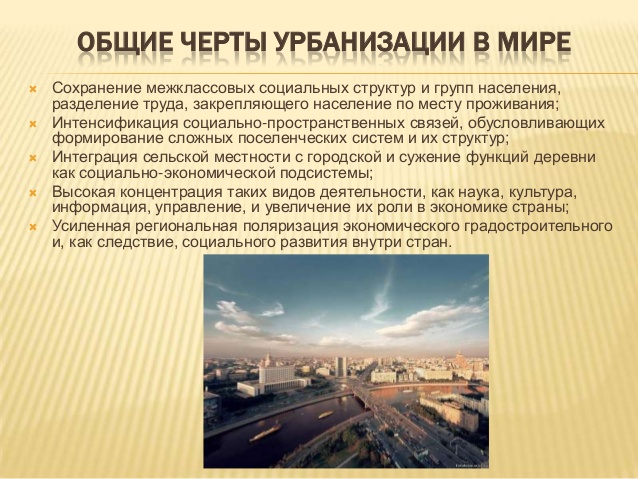 ОБЩИЕ ЧЕРТЫ УРБАНИЗАЦИИ В МИРЕ
Сохранение межклассовых социальных структур и групп населения,
разделение труда, закрепляющего население по месту проживания;
Интенсификация социально-пространственных связей, обусловливающих
формирование сложных поселенческих систем и их структур;
Интеграция сельской местности с городской и сужение функций деревни
как социально-экономической подсистемы;
Высокая концентрация таких видов деятельности, как наука, культура,
информация, управление, и увеличение их роли в экономике страны;
Усиленная региональная поляризация экономического градостроительного
и, как следствие, социального развития внутри стран.